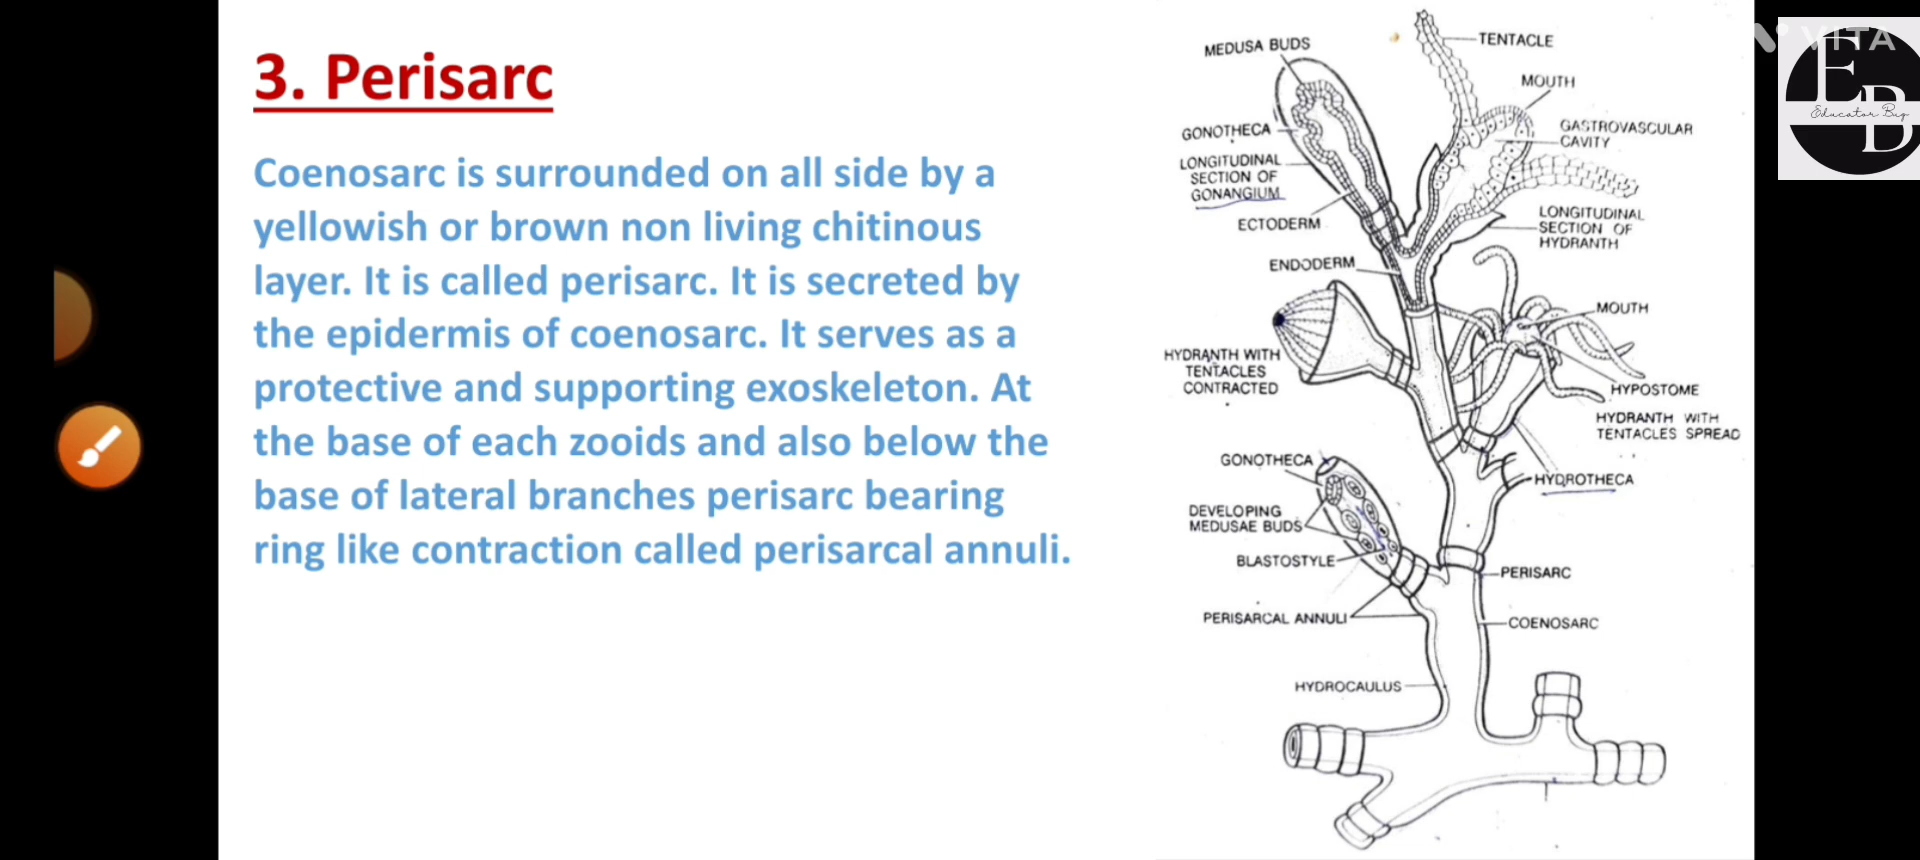 3. Perisarc
Coenosarc is surrounded on all side by a
yellowish or brown non living chitinous
layer. It is called perisarc. It is secreted by
the epidermis of coenosarc. It serves as a
protective and supporting exoskeleton. At
the base of each zooids and also below the
base of lateral branches perisarc bearing
ring like contraction called perisarcal annuli.
MEDUSA BUDS
TENTACLE
MOUTH
GONOTHECA
GASTROVASCULAR
CAVITY
LONGITUDINAL
SECTION OF
GONANGIUM
ECTODERM
LONGITUDINAL
SECTION OF
HYDRANTH
ENDODERM
MOUTH
HYDRANTH WITH
TENTACLES
CONTRACTED
HYPOSTOME
HYDRANTH WITH
TENTACLES SPREAD
GONOTHECA
HYDROTHECA
DEVELOPING
MEDUSAE BUDS
BLASTOSTYLE
PERISARC
PERISARCAL ANNULI
COENOSARC
HYDROCAULUS
VITA
EB
Educator Bug